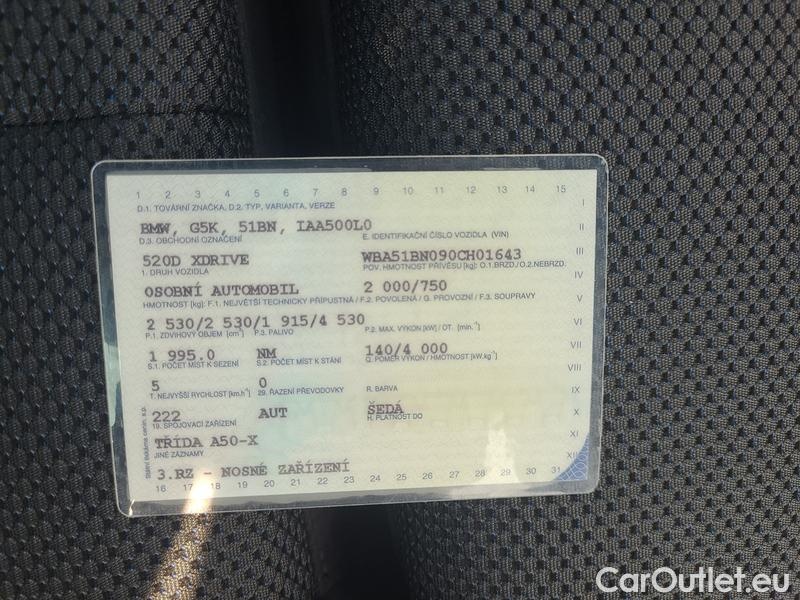 1 2 3 4 5 6 7 8 9 10 11 12 13 14 15
D.1. TOVÁRNÍ ZNAČKA, D.2. TYP, VARIANTA, VERZE
I
BMW, G5K, 51BN, IAA500L0
II
D.3. OBCHODNÍ OZNAČENÍ E. IDENTIFIKAČNÍ ČÍSLO VOZIDLA (VIN)
520D XDRIVE WBA51BN090CH01643
III
1. DRUH VOZIDLA POV. HMOTNOST PŘÍVĚSU [kg]: O.1.BRZD./O.2.NEBRZD.
IV
OSOBNÍ AUTOMOBIL 2 000/750
HMOTNOST [kg]: F.1. NEJVĚTŠÍ TECHNICKY PŘÍPUSTNÁ / F.2. POVOLENÁ / G. PROVOZNÍ / F.3. SOUPRAVY
V
2 530/2 530/1 915/4 530
VI
P.1. ZDVIHOVÝ OBJEM [cm³] P.3. PALIVO P.2. MAX. VÝKON [kW] / OT. [min.⁻¹]
1 995.0 NM 140/4 000
VII
S.1. POČET MÍST K SEZENÍ S.2. POČET MÍST K STÁNÍ Q. POMĚR VÝKON / HMOTNOST [kW.kg⁻¹]
VIII
5 0
T. NEJVYŠŠÍ RYCHLOST [km.h⁻¹] 29. ŘAZENÍ PŘEVODOVKY R. BARVA
IX
222 AUT ŠEDÁ
X
19. SPOJOVACÍ ZAŘÍZENÍ H. PLATNOST DO
TŘÍDA A50-X
XI
JINÉ ZÁZNAMY
XII
3.RZ - NOSNÉ ZAŘÍZENÍ
16 17 18 19 20 21 22 23 24 25 26 27 28 29 30 31
Státní tiskárna cenin, s.p.
CarOutlet.eu